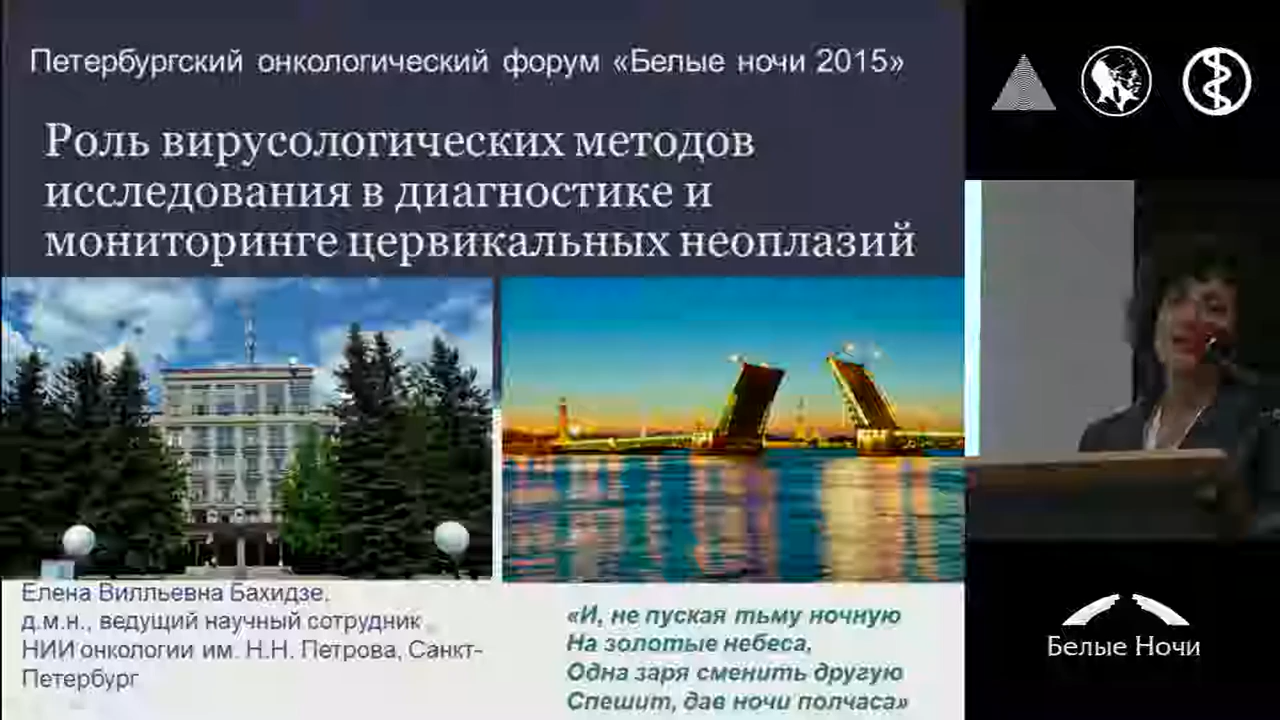 Петербургский онкологический форум «Белые ночи 2015»
Роль вирусологических методов
исследования в диагностике и
мониторинге цервикальных неоплазий
Елена Вилльевна Бахидзе,
д.м.н., ведущий научный сотрудник
НИИ онкологии им. Н.Н. Петрова, Санкт-
Петербург
«И, не пуская тьму ночную
На золотые небеса,
Одна заря сменить другую
Спешит, дав ночи полчаса»
Белые Ночи